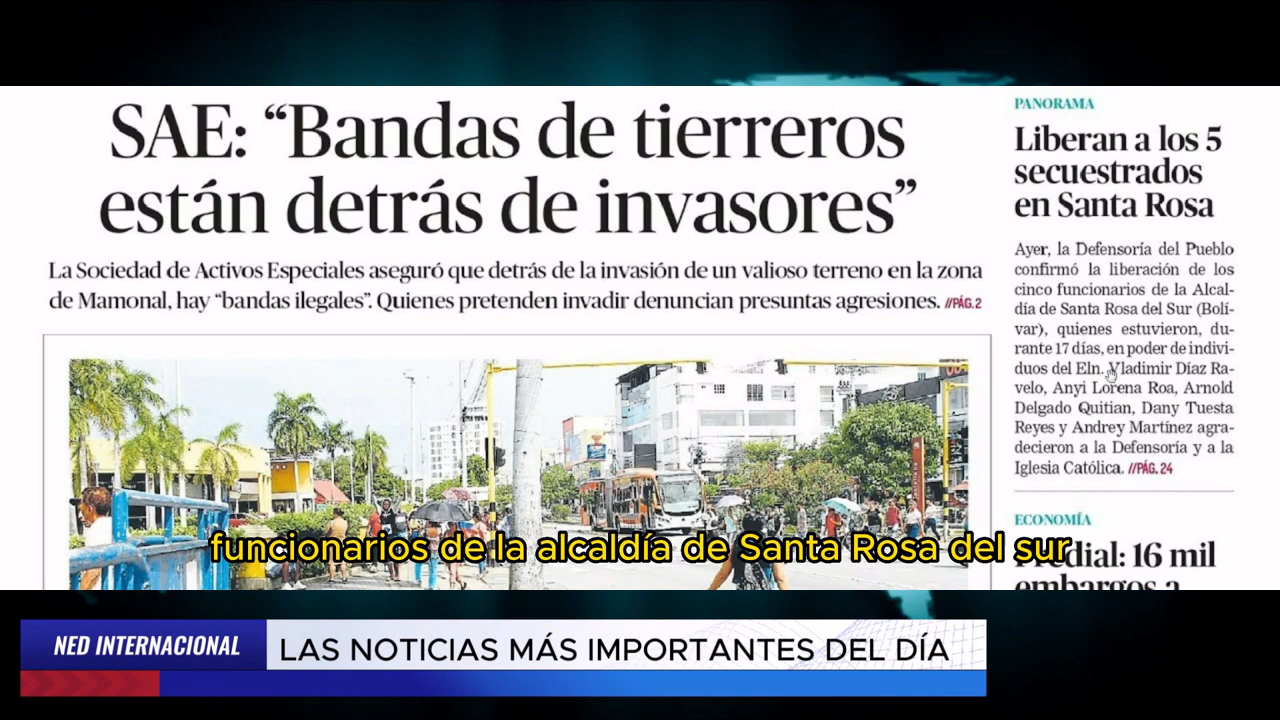 SAE: “Bandas de tierreros
están detrás de invasores”
La Sociedad de Activos Especiales aseguró que detrás de la invasión de un valioso terreno en la zona
de Mamonal, hay “bandas ilegales”. Quienes pretenden invadir denuncian presuntas agresiones. //PÁG. 2
PANORAMA
Liberan a los 5
secuestrados
en Santa Rosa
Ayer, la Defensoría del Pueblo
confirmó la liberación de los
cinco funcionarios de la Alcal-
día de Santa Rosa del Sur (Bolí-
var), quienes estuvieron, du-
rante 17 días, en poder de indivi-
duos del Eln. Vladimir Díaz Ra-
velo, Anyi Lorena Roa, Arnold
Delgado Quitian, Dany Tuesta
Reyes y Andrey Martínez agra-
decieron a la Defensoría y a la
Iglesia Católica. //PÁG. 24
ECONOMÍA
Predial: 16 mil
embargos a
funcionarios de la alcaldía de Santa Rosa del sur
NED INTERNACIONAL
LAS NOTICIAS MÁS IMPORTANTES DEL DÍA